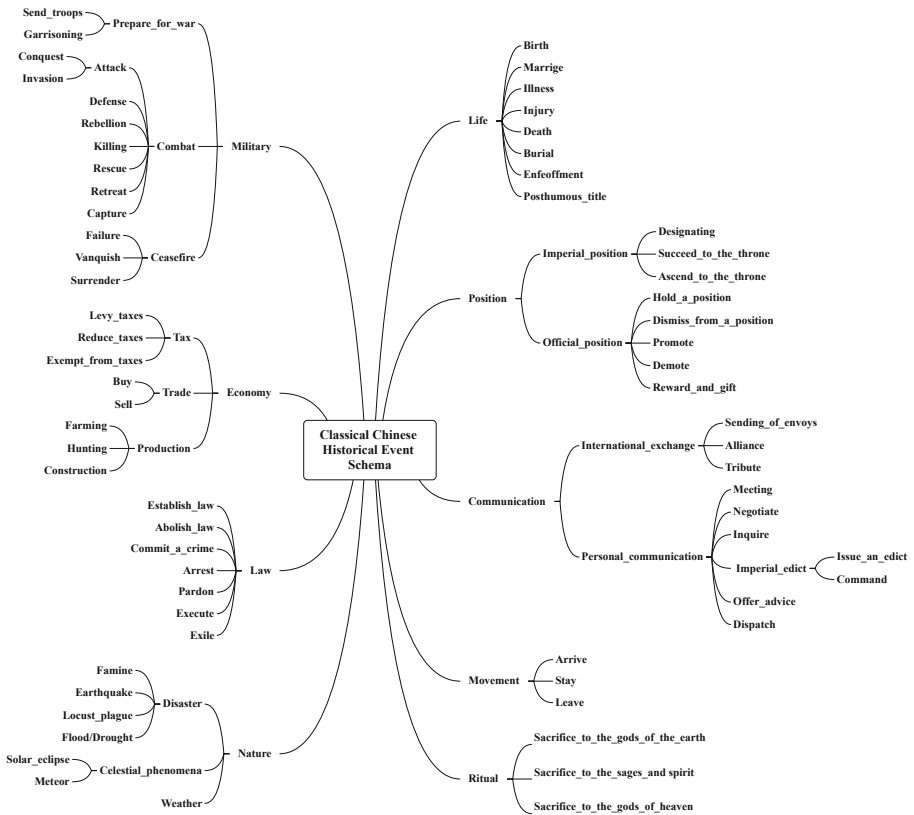 Classical Chinese
Historical Event
Schema
Military
Prepare_for_war
Send_troops
Garrisoning
Combat
Attack
Conquest
Invasion
Defense
Rebellion
Killing
Rescue
Retreat
Capture
Ceasefire
Failure
Vanquish
Surrender
Economy
Tax
Levy_taxes
Reduce_taxes
Exempt_from_taxes
Trade
Buy
Sell
Production
Farming
Hunting
Construction
Law
Establish_law
Abolish_law
Commit_a_crime
Arrest
Pardon
Execute
Exile
Nature
Disaster
Famine
Earthquake
Locust_plague
Flood/Drought
Celestial_phenomena
Solar_eclipse
Meteor
Weather
Life
Birth
Marrige
Illness
Injury
Death
Burial
Enfeoffment
Posthumous_title
Position
Imperial_position
Designating
Succeed_to_the_throne
Ascend_to_the_throne
Official_position
Hold_a_position
Dismiss_from_a_position
Promote
Demote
Reward_and_gift
Communication
International_exchange
Sending_of_envoys
Alliance
Tribute
Personal_communication
Meeting
Negotiate
Inquire
Imperial_edict
Issue_an_edict
Command
Offer_advice
Dispatch
Movement
Arrive
Stay
Leave
Ritual
Sacrifice_to_the_gods_of_the_earth
Sacrifice_to_the_sages_and spirit
Sacrifice_to_the_gods_of_heaven